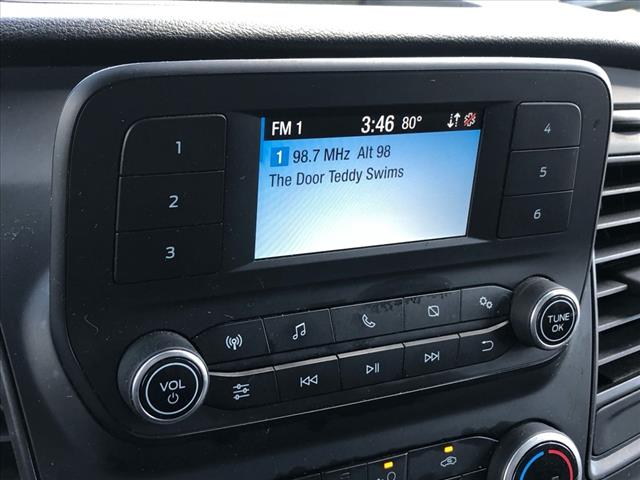 FM 1 3:46 80°
1 98.7 MHz Alt 98
The Door Teddy Swims
1
2
3
4
5
6
VOL
TUNE
OK